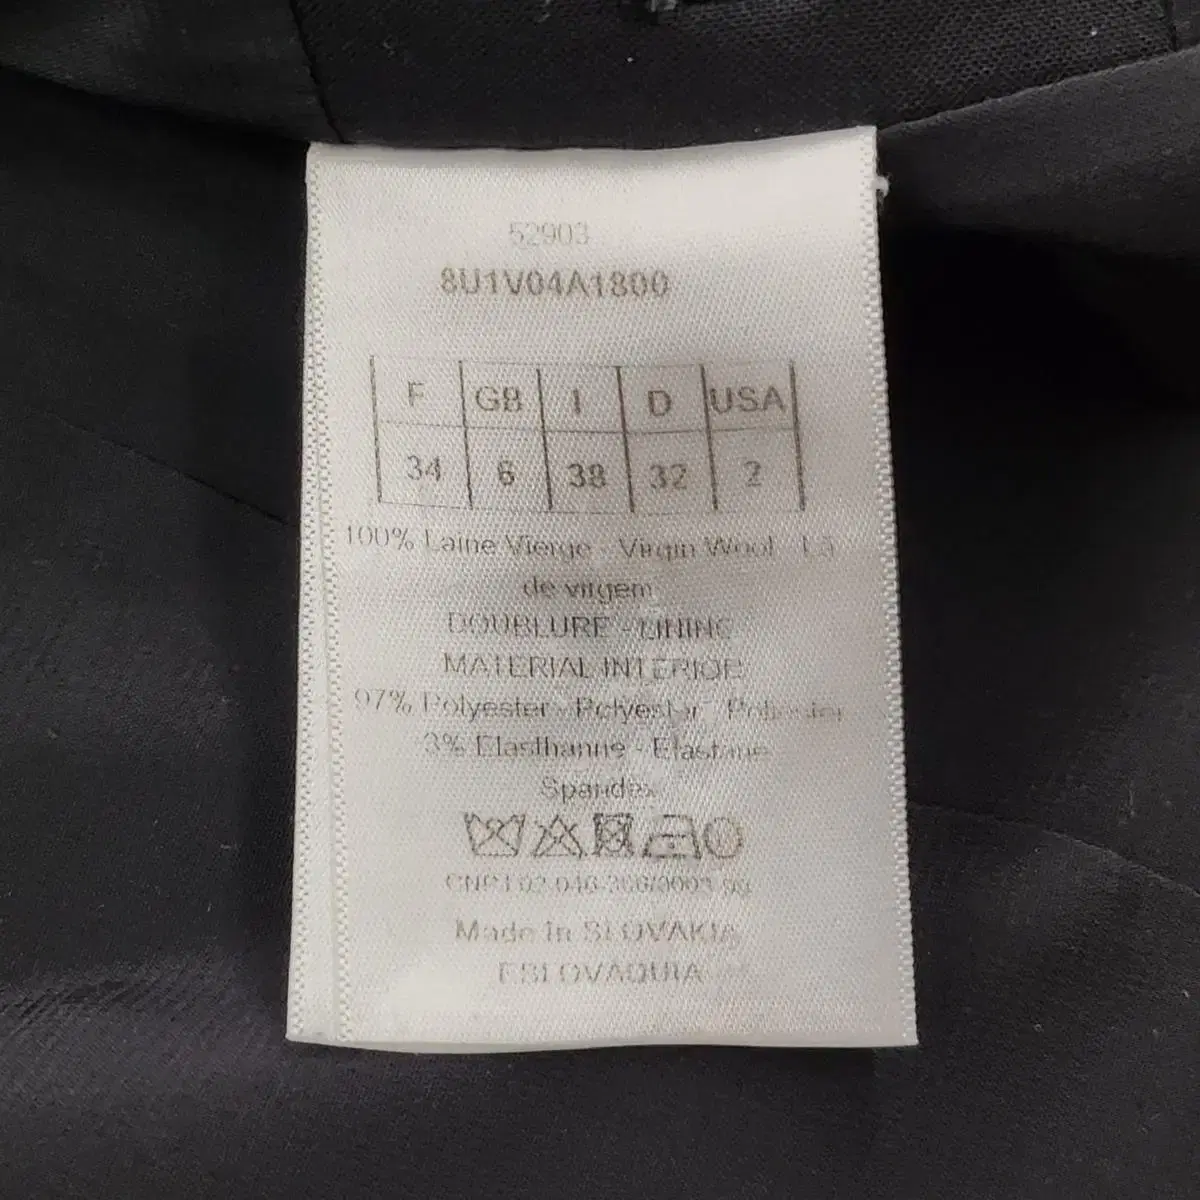 52903
8U1V04A1800
F GB I D USA
34 6 38 32 2
100% Laine Vierge - Virgin Wool - Lã
de virgem
DOUBLURE - LINING
MATERIAL INTERIOR
97% Polyester - Polyester - Poliester
3% Elasthanne - Elastane
Spandex
Made In SLOVAKIA
ESLOVAQUIA